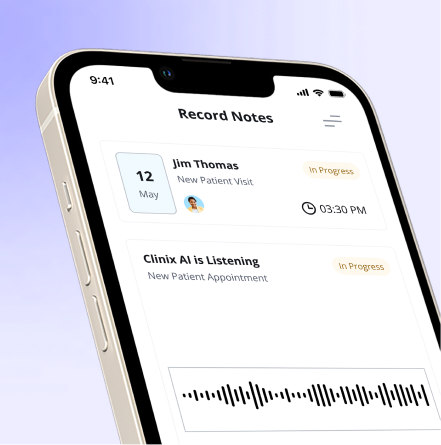 9:41
Record Notes
12
May
Jim Thomas
New Patient Visit
In Progress
03:30 PM
Clinix AI is Listening
New Patient Appointment
In Progress